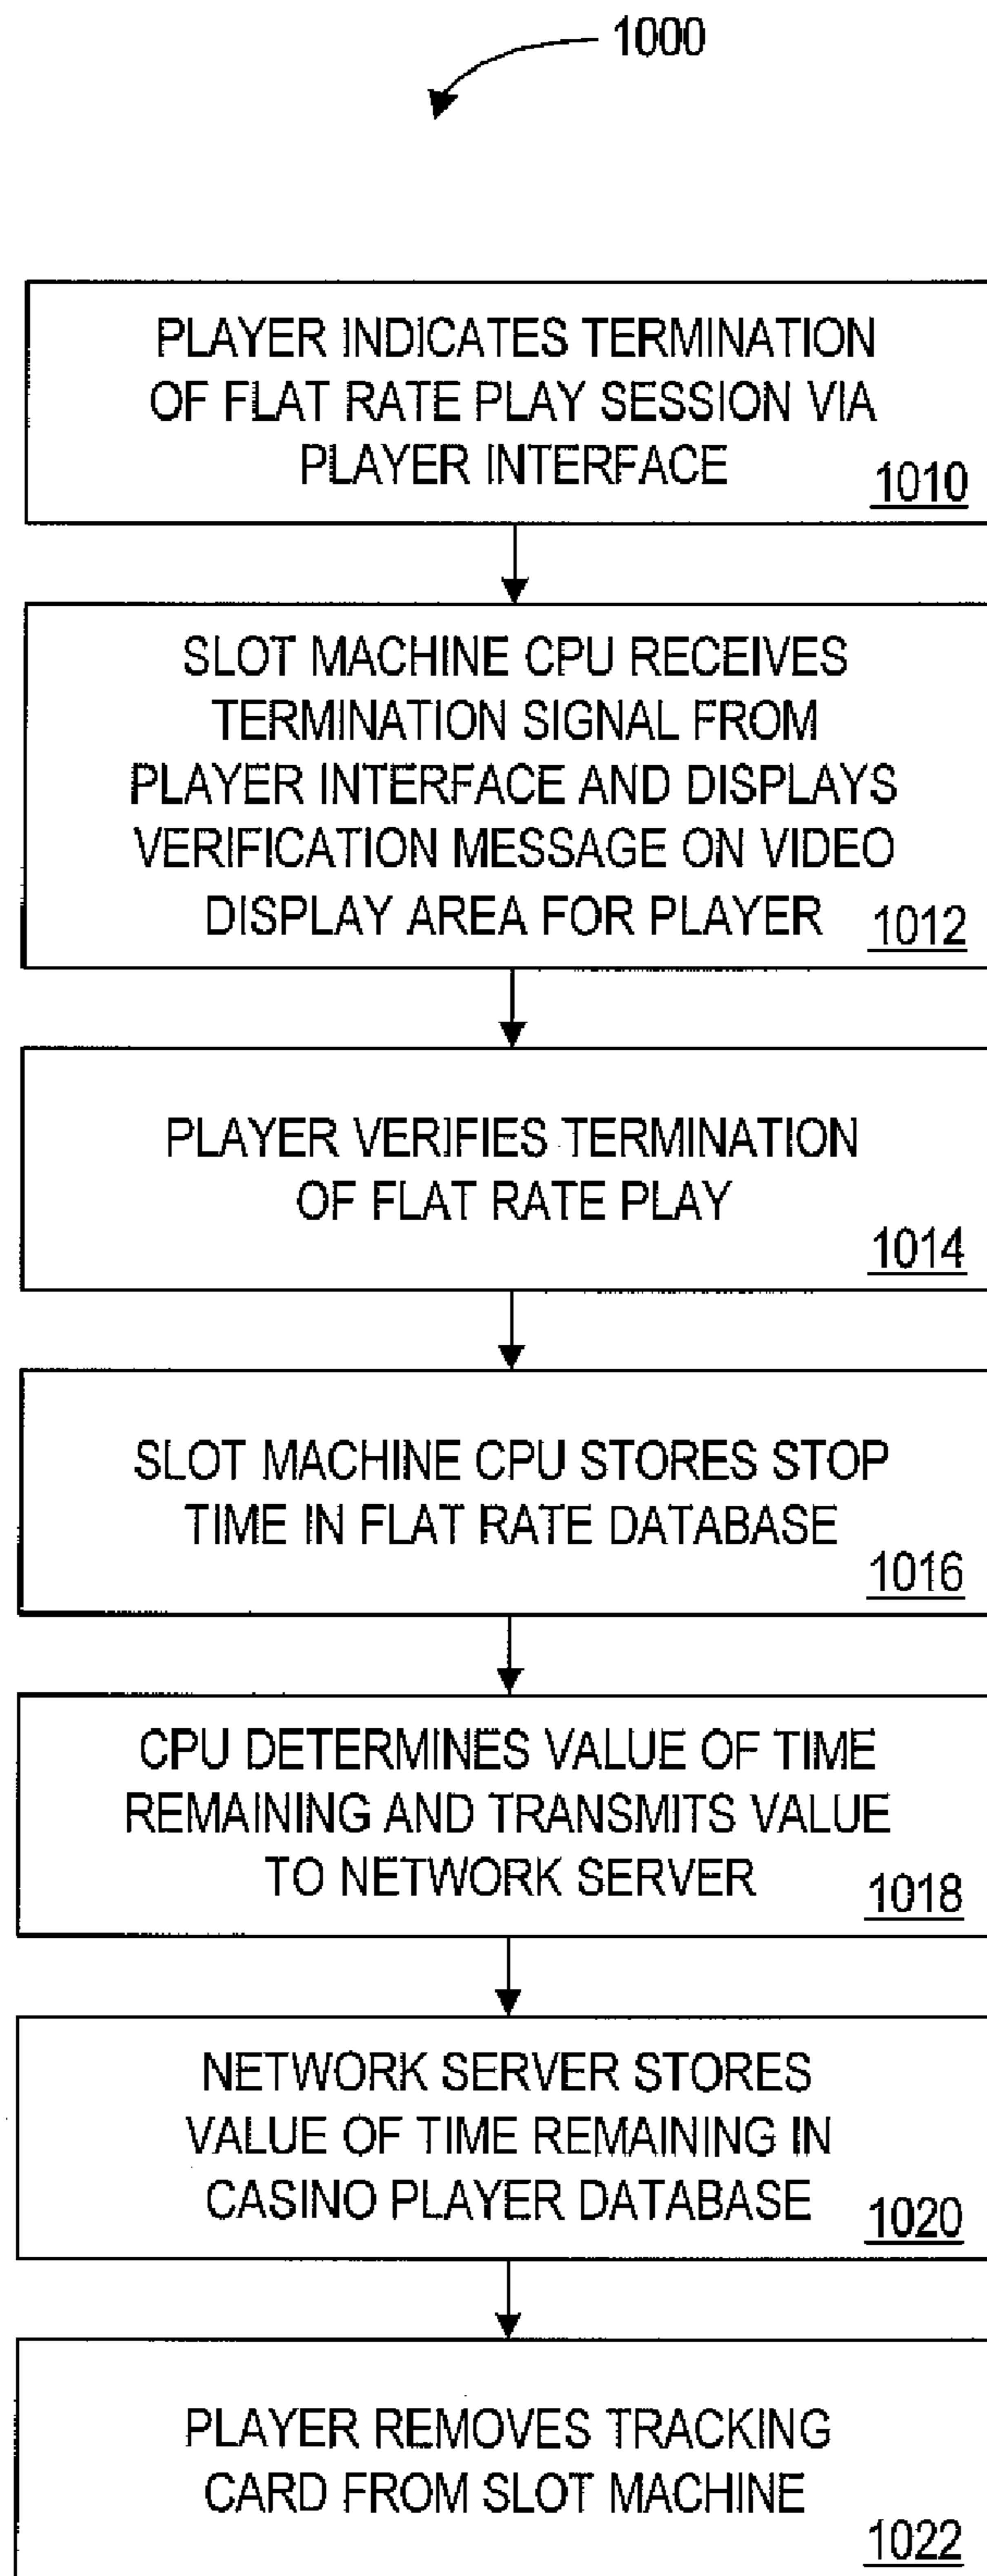 1000
PLAYER INDICATES TERMINATION
OF FLAT RATE PLAY SESSION VIA
PLAYER INTERFACE
1010
SLOT MACHINE CPU RECEIVES
TERMINATION SIGNAL FROM
PLAYER INTERFACE AND DISPLAYS
VERIFICATION MESSAGE ON VIDEO
DISPLAY AREA FOR PLAYER
1012
PLAYER VERIFIES TERMINATION
OF FLAT RATE PLAY
1014
SLOT MACHINE CPU STORES STOP
TIME IN FLAT RATE DATABASE
1016
CPU DETERMINES VALUE OF TIME
REMAINING AND TRANSMITS VALUE
TO NETWORK SERVER
1018
NETWORK SERVER STORES
VALUE OF TIME REMAINING IN
CASINO PLAYER DATABASE
1020
PLAYER REMOVES TRACKING
CARD FROM SLOT MACHINE
1022